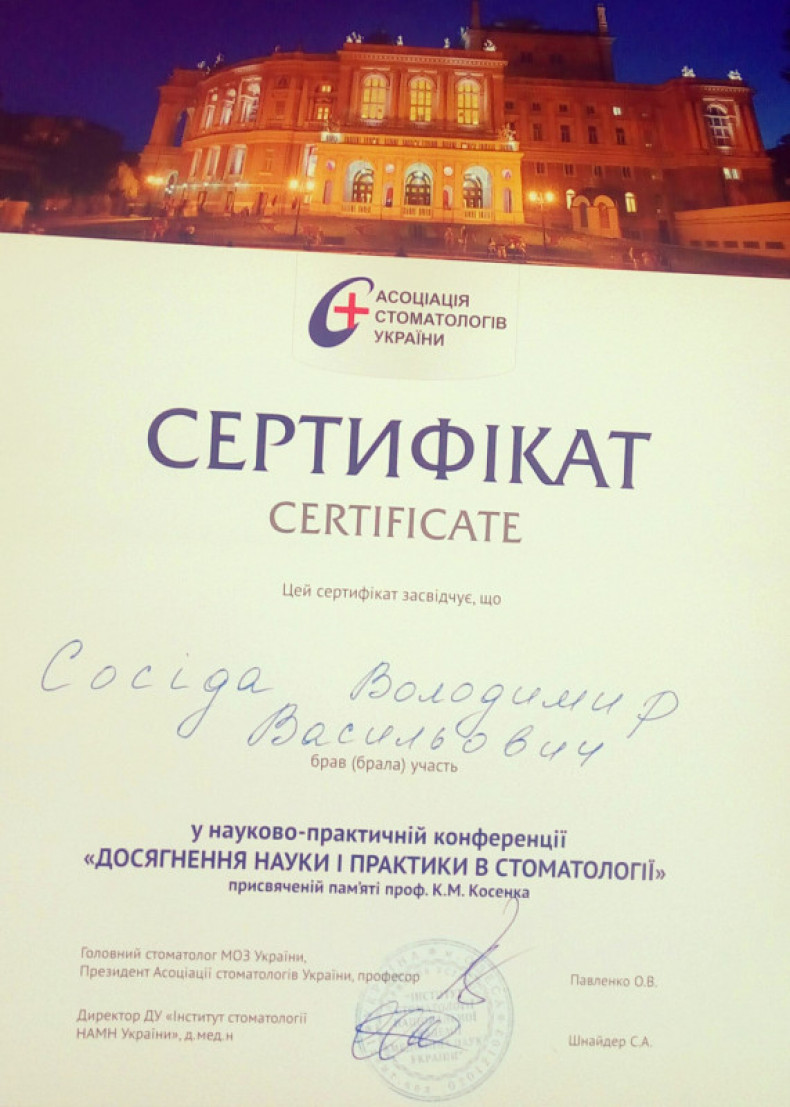 АСОЦІАЦІЯ
СТОМАТОЛОГІВ
УКРАЇНИ
СЕРТИФІКАТ
CERTIFICATE
Цей сертифікат засвідчує, що
Сосіда Володимир
Васильович
брав (брала) участь
у науково-практичній конференції
«ДОСЯГНЕННЯ НАУКИ І ПРАКТИКИ В СТОМАТОЛОГІЇ»
присвяченій пам'яті проф. К.М. Косенка
Головний стоматолог МОЗ України,
Президент Асоціації стоматологів України, професор
Павленко О.В.
Директор ДУ «Інститут стоматології
НАМН України», д.мед.н
Шнайдер С.А.